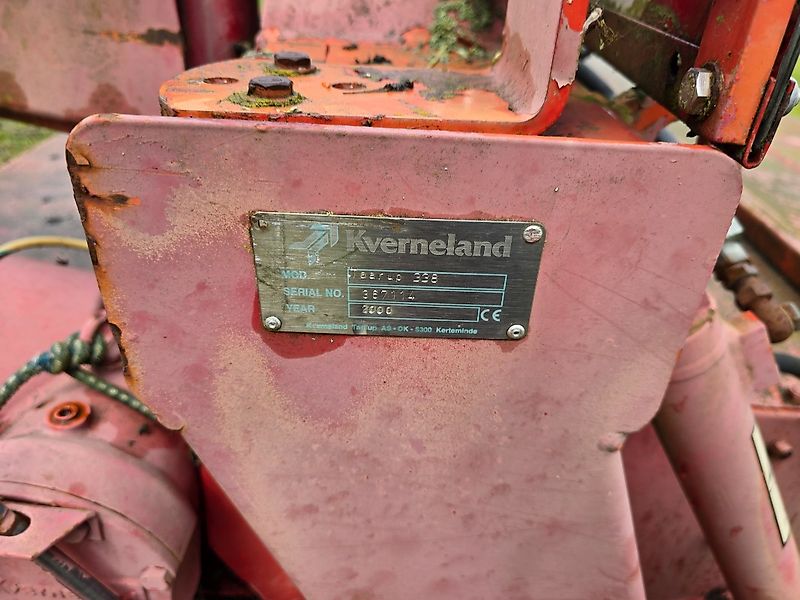 Kverneland
MOD. Taarup 338
SERIAL NO. 387114
YEAR 2000 CE
Kverneland Taarup AS - DK - 5300 Kerteminde